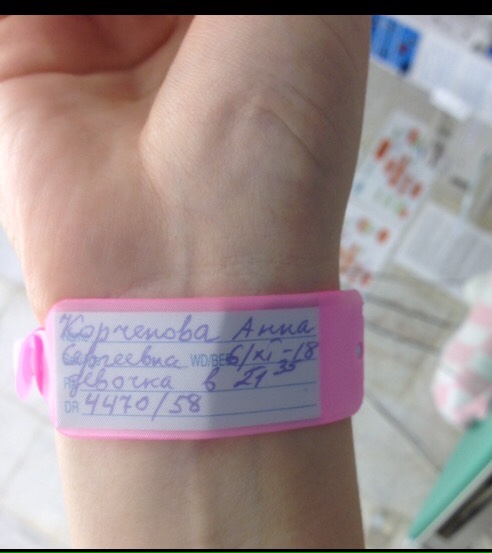 Корченова Анна
Сергеевна WD/BE 6/XI-18
девочка в 21 35
DR 4470/58